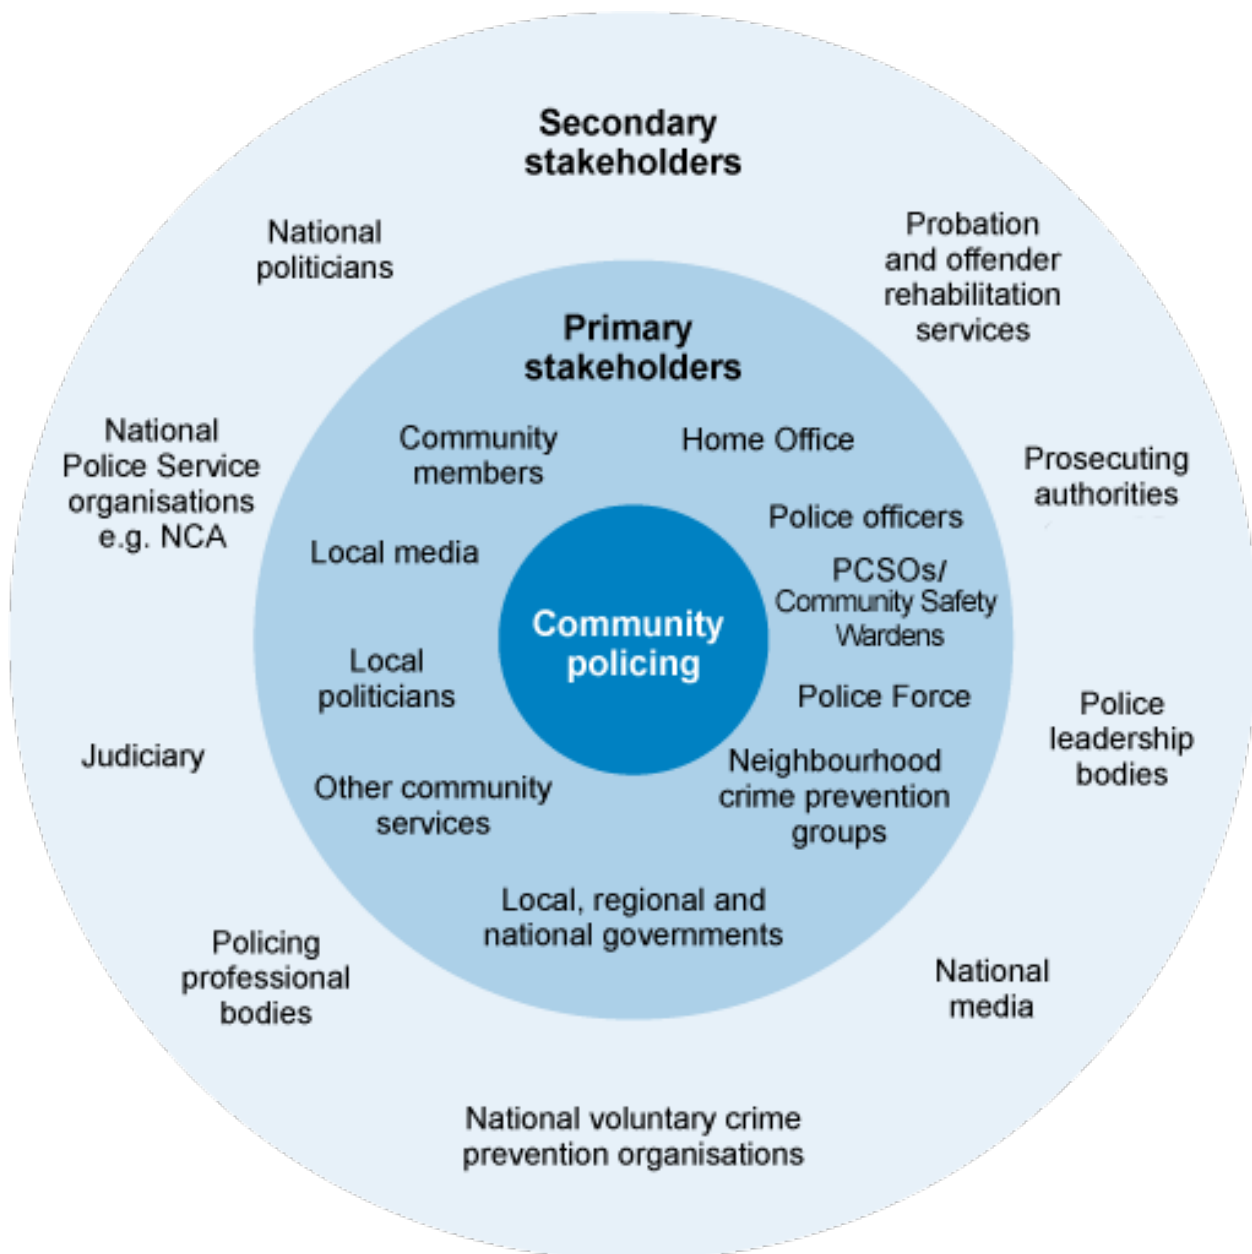 Secondary
stakeholders
National
politicians
Probation
and offender
rehabilitation
services
Primary
stakeholders
National
Police Service
organisations
e.g. NCA
Community
members
Home Office
Prosecuting
authorities
Local media
Police officers
PCSOs/
Community Safety
Wardens
Community
policing
Local
politicians
Police Force
Police
leadership
bodies
Judiciary
Other community
services
Neighbourhood
crime prevention
groups
Local, regional and
national governments
Policing
professional
bodies
National
media
National voluntary crime
prevention organisations